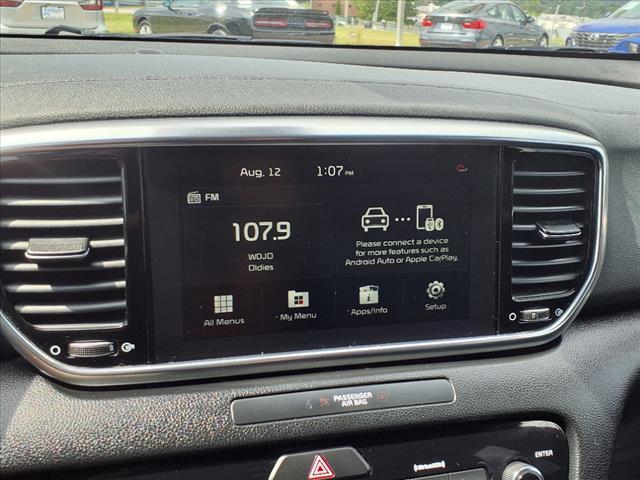 Aug. 12 1:07 PM
FM
107.9
WDJD
Oldies
Please connect a device
for more features such as
Android Auto or Apple CarPlay.
All Menus
My Menu
Apps/Info
Setup
PASSENGER
AIR BAG
ENTER